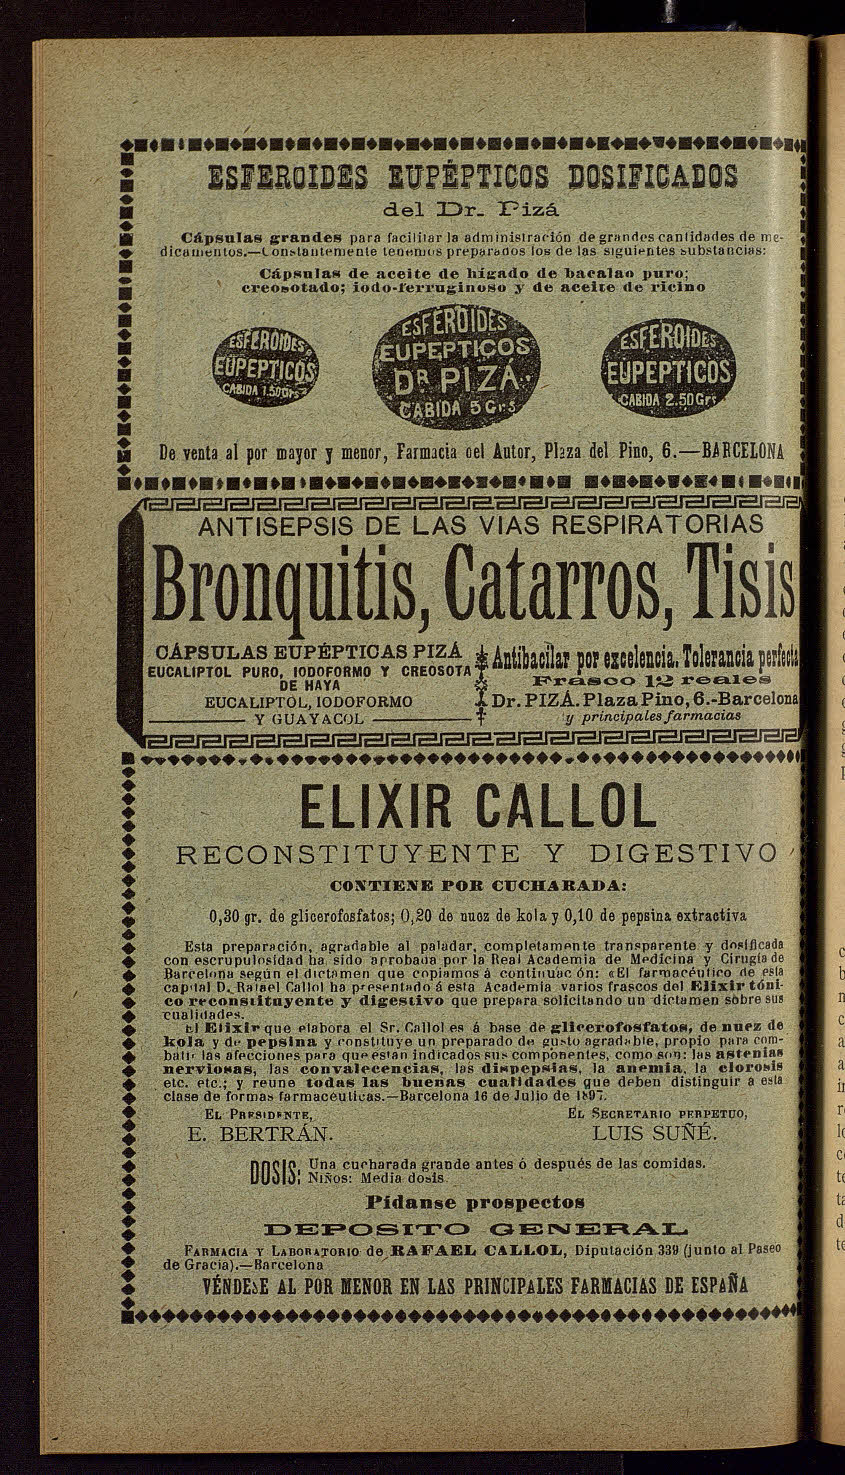 ESFEROIDES EUPÉPTICOS DOSIFICADOS
del Dr. Pizá
Cápsulas grandes para facilitar la administración de grandes cantidades de me-
dicamentos.—Constantemente tenemos preparados los de las siguientes substancias:
Cápsulas de aceite de hígado de bacalao puro;
creosotado; iodo-ferruginoso y de aceite de ricino
ESFEROIDES
EUPEPTICOS
CABIDA 1.50Grs
ESFEROIDES
EUPEPTICOS
DR PIZÁ
CABIDA 5 Grs
ESFEROIDES
EUPEPTICOS
CABIDA 2.50Grs
De venta al por mayor y menor, Farmacia del Autor, Plaza del Pino, 6.—BARCELONA
ANTISEPSIS DE LAS VIAS RESPIRATORIAS
Bronquitis, Catarros, Tisis
CÁPSULAS EUPÉPTICAS PIZÁ
EUCALIPTOL PURO, IODOFORMO Y CREOSOTA
DE HAYA
EUCALIPTOL, IODOFORMO
Y GUAYACOL
Antibacilar por excelencia. Tolerancia perfecta
Frasco 12 reales
Dr. PIZÁ. Plaza Pino, 6.-Barcelona
y principales farmacias
ELIXIR CALLOL
RECONSTITUYENTE Y DIGESTIVO
CONTIENE POR CUCHARADA:
0,30 gr. de glicerofosfatos; 0,20 de nuoz de kola y 0,10 de pepsina extractiva
Esta preparación, agradable al paladar, completamente transparente y dosificada
con escrupulosidad ha sido aprobada por la Real Academia de Medicina y Cirugía de
Barcelona según el dictamen que copiamos á continuación: «El farmacéutico de esta
capital D. Rafael Callol ha presentado á esta Academia varios frascos del Elixir tóni-
co reconstituyente y digestivo que prepara solicitando un dictamen sobre sus
cualidades.
El Elixir que elabora el Sr. Callol es á base de glicerofosfatos, de nuez de
kola y de pepsina y constituye un preparado de gusto agradable, propio para com-
batir las afecciones para que están indicados sus componentes, como son: las astenias
nerviosas, las convalecencias, las dispepsias, la anemia, la clorosis
etc. etc.; y reune todas las buenas cualidades que deben distinguir á esta
clase de formas farmacéuticas.—Barcelona 16 de Julio de 1897.
EL PRESIDENTE,
E. BERTRÁN.
EL SECRETARIO PERPETUO,
LUIS SUÑÉ.
DOSIS: Una cucharada grande antes ó después de las comidas.
NIÑOS: Media dosis.
Pídanse prospectos
DEPOSITO GENERAL
FARMACIA Y LABORATORIO de RAFAEL CALLOL, Diputación 339 (junto al Paseo
de Gracia).—Barcelona
VÉNDESE AL POR MENOR EN LAS PRINCIPALES FARMACIAS DE ESPAÑA